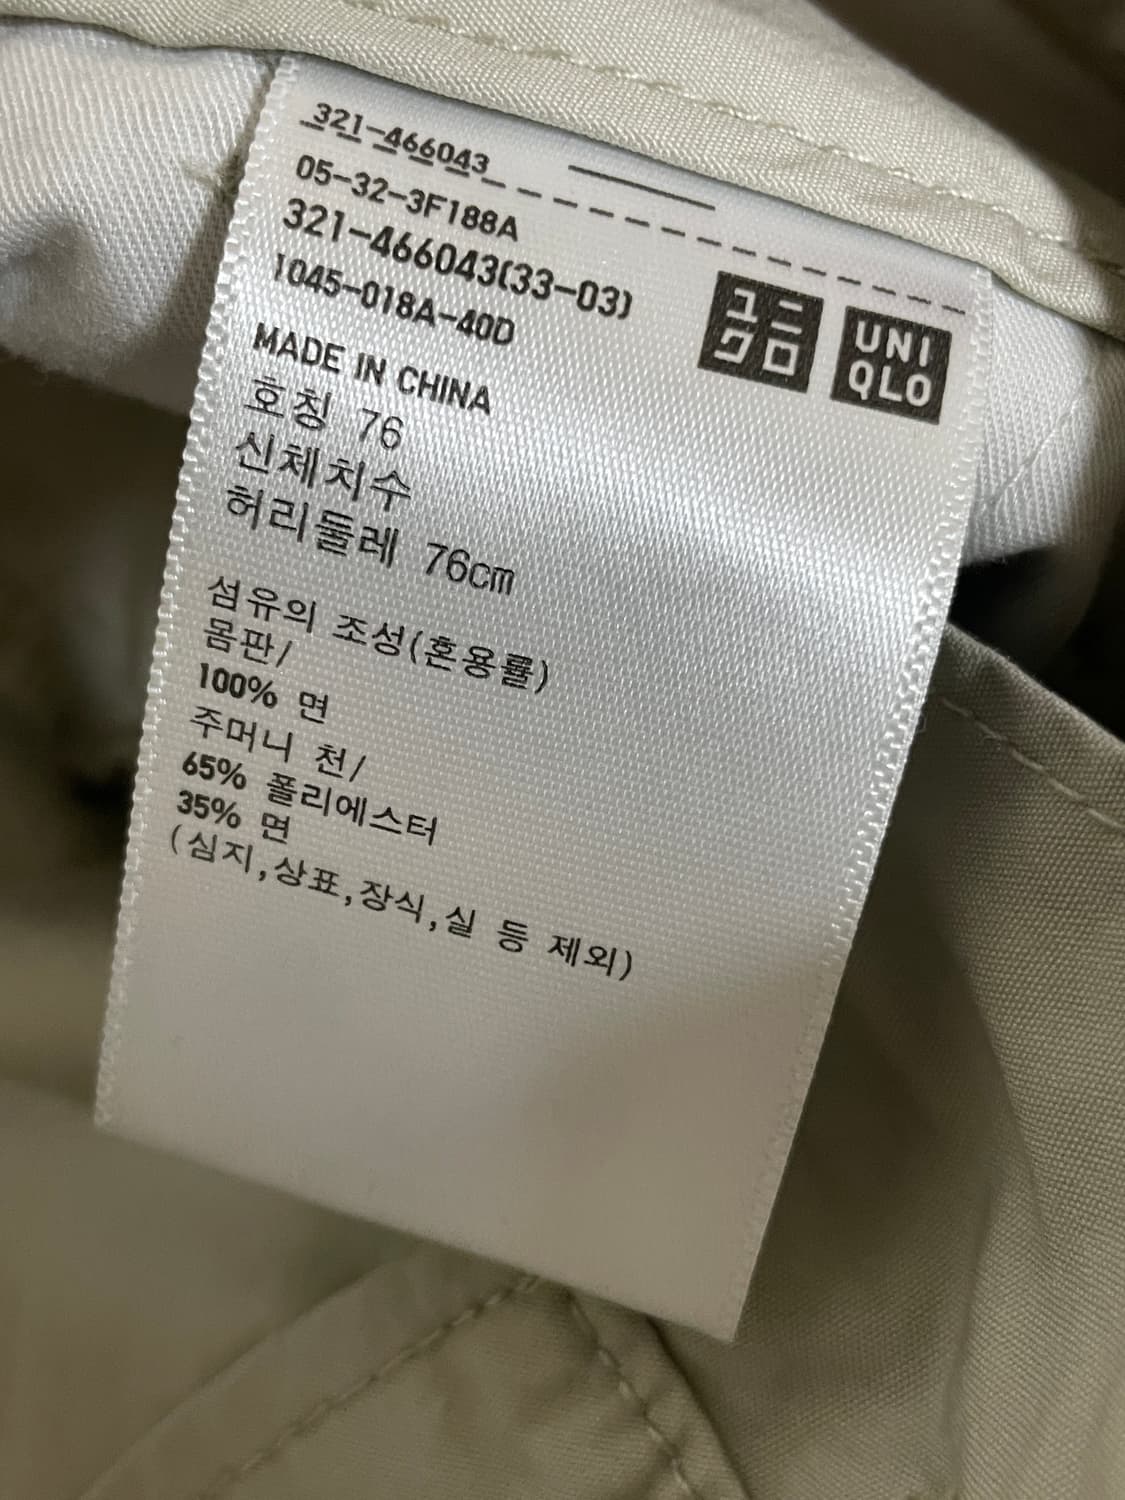 321-466043
05-32-3F188A
321-466043(33-03)
1045-018A-40D
ユニ
クロ
UNI
QLO
MADE IN CHINA
호칭 76
신체치수
허리둘레 76cm
섬유의 조성(혼용률)
몸판/
100% 면
주머니 천/
65% 폴리에스터
35% 면
(심지,상표,장식,실 등 제외)